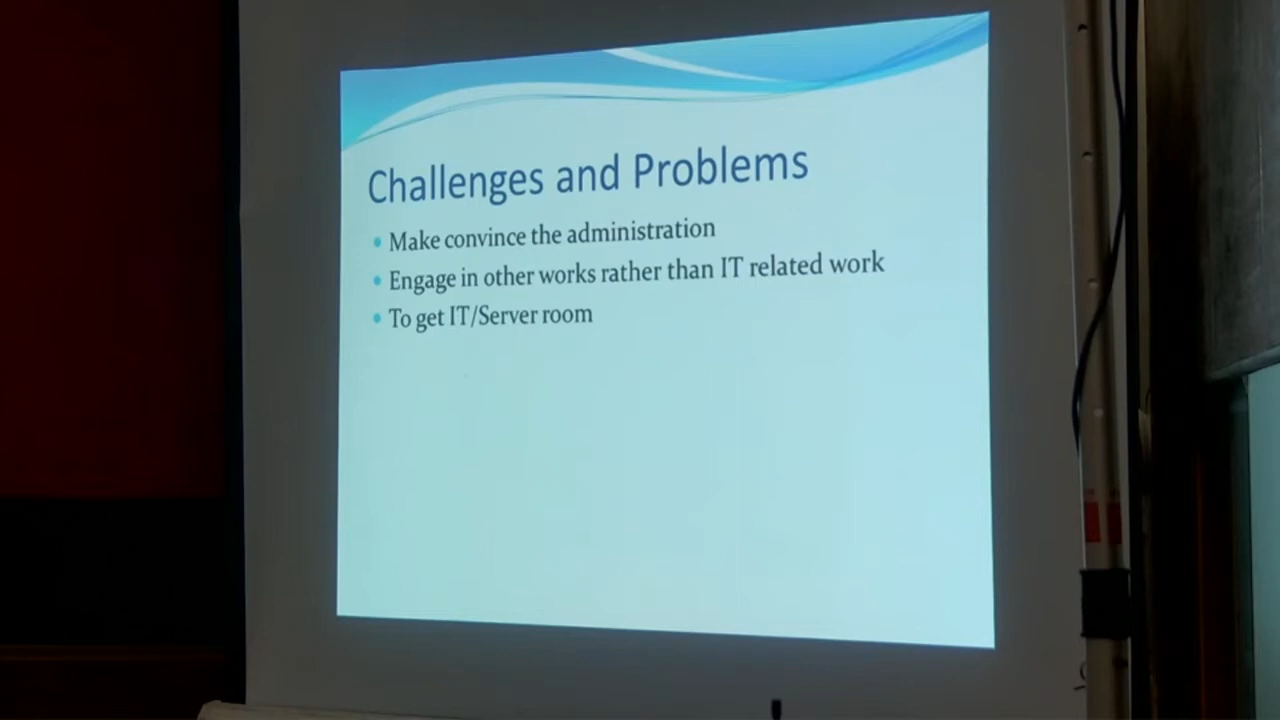 Challenges and Problems
• Make convince the administration
• Engage in other works rather than IT related work
• To get IT/Server room